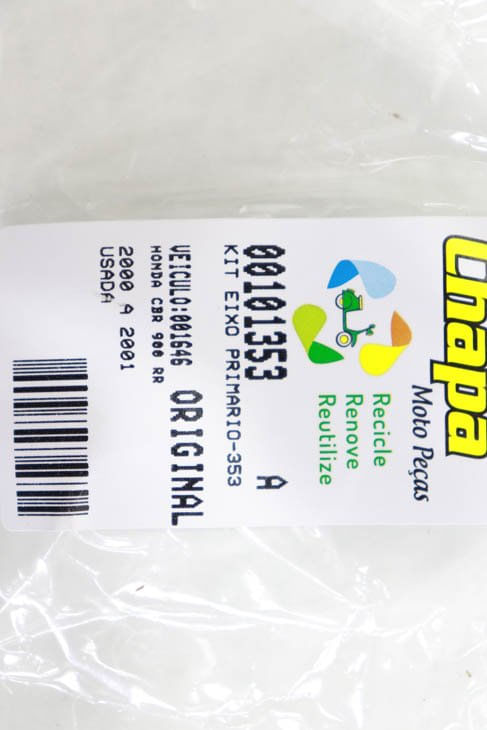 Chapa
Moto Peças
Recicle
Renove
Reutilize
00101353 A
KIT EIXO PRIMARIO-353
VEICULO:001646 ORIGINAL
HONDA CBR 900 RR
2000 A 2001
USADA